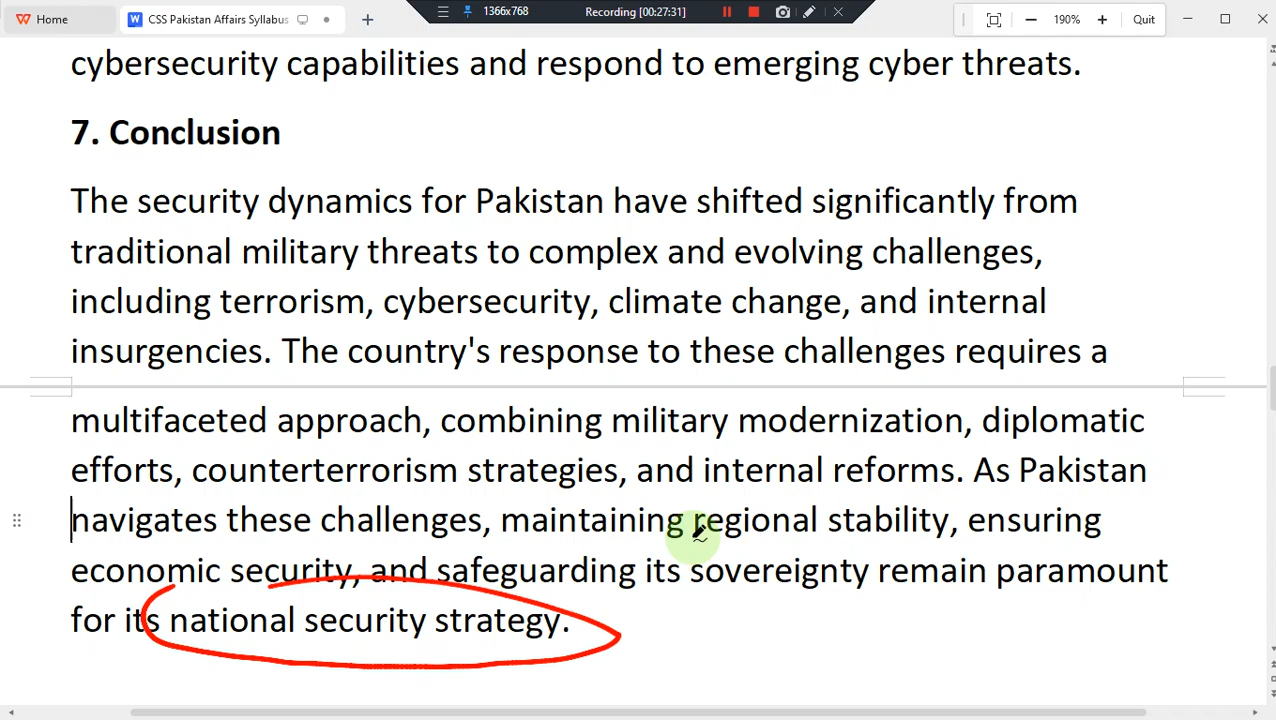 Home
CSS Pakistan Affairs Syllabus
1366x768
Recording [00:27:31]
190%
Quit
cybersecurity capabilities and respond to emerging cyber threats.
7. Conclusion
The security dynamics for Pakistan have shifted significantly from
traditional military threats to complex and evolving challenges,
including terrorism, cybersecurity, climate change, and internal
insurgencies. The country's response to these challenges requires a
multifaceted approach, combining military modernization, diplomatic
efforts, counterterrorism strategies, and internal reforms. As Pakistan
navigates these challenges, maintaining regional stability, ensuring
economic security, and safeguarding its sovereignty remain paramount
for its national security strategy.